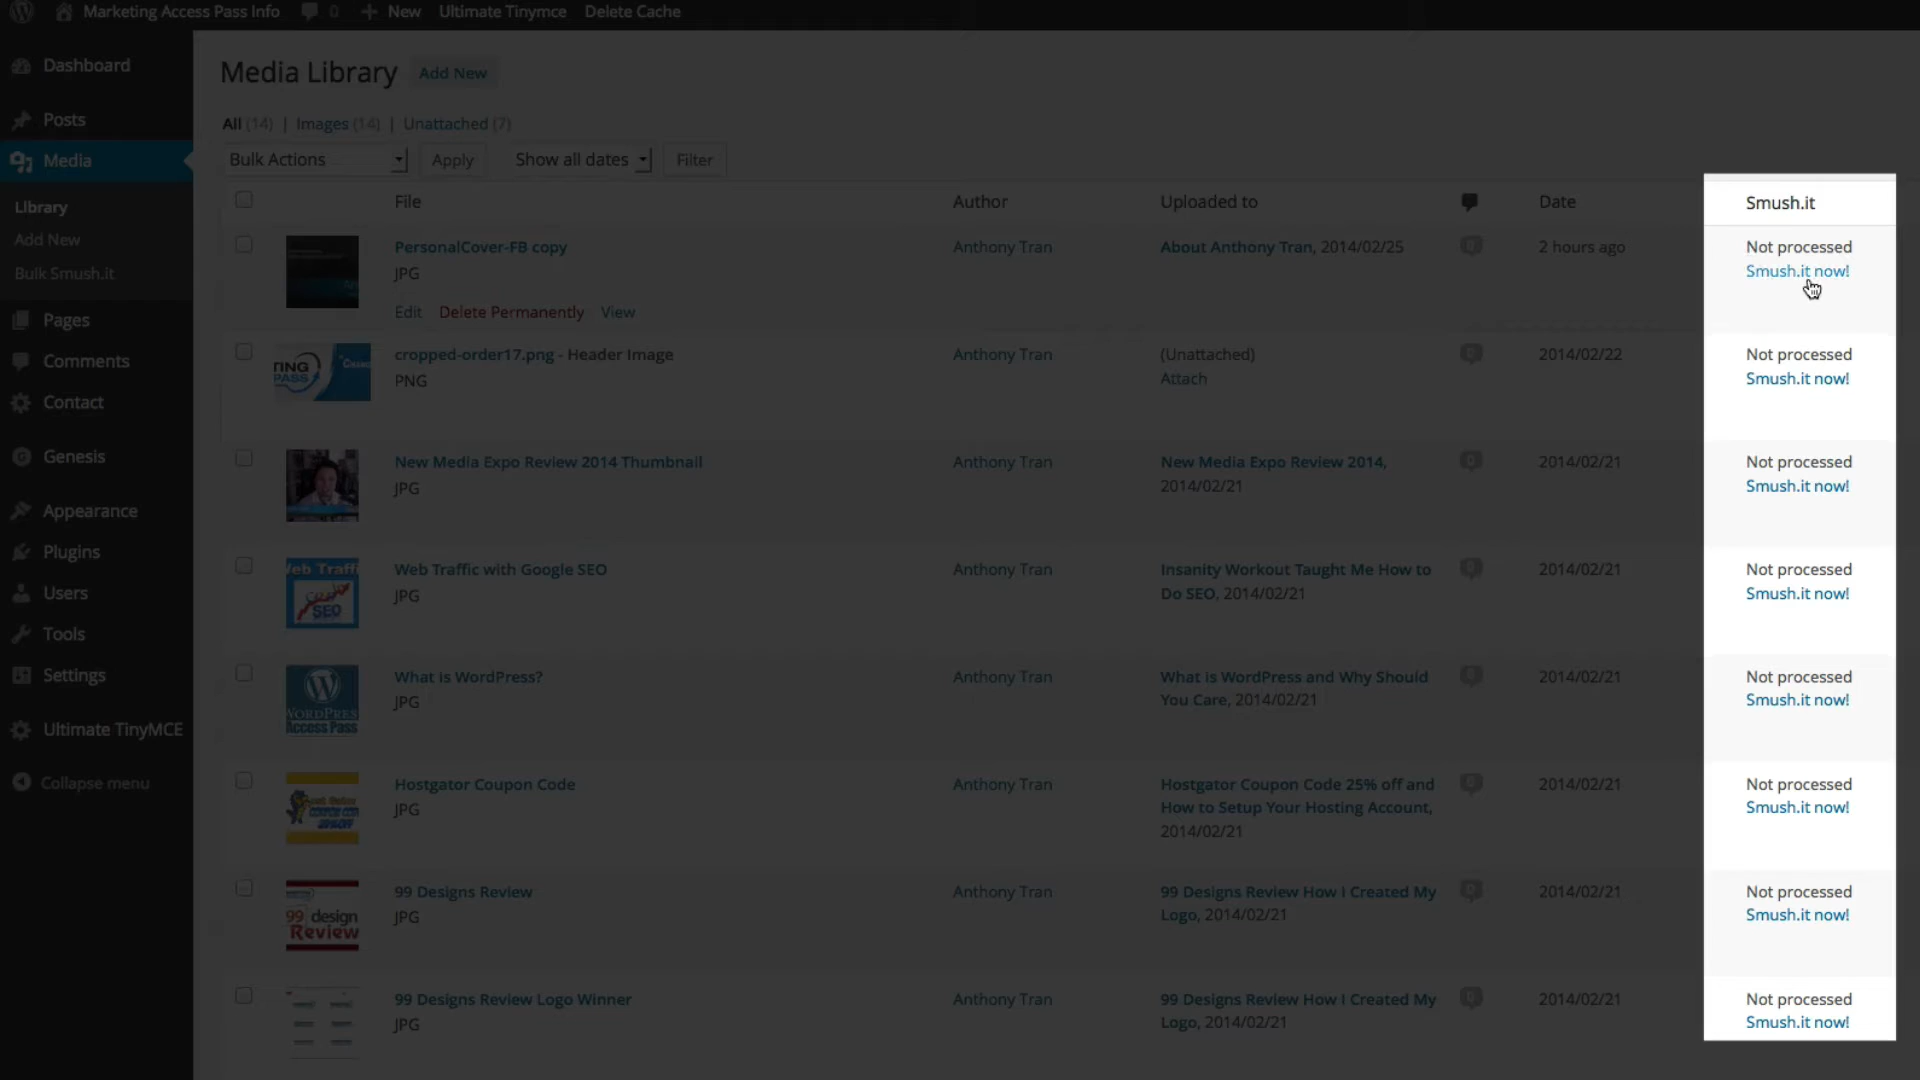 Marketing Access Pass Info 0 New Ultimate Tinymce Delete Cache
Dashboard
Posts
Media
Library
Add New
Bulk Smush.it
Pages
Comments
Contact
Genesis
Appearance
Plugins
Users
Tools
Settings
Ultimate TinyMCE
Collapse menu
Media Library Add New
All (14) | Images (14) | Unattached (7)
Bulk Actions Apply Show all dates Filter
File Author Uploaded to Date Smush.it
PersonalCover-FB copy Anthony Tran About Anthony Tran, 2014/02/25 0 2 hours ago Not processed
JPG Smush.it now!
Edit Delete Permanently View
cropped-order17.png - Header Image Anthony Tran (Unattached) 0 2014/02/22 Not processed
PNG Attach Smush.it now!
TING
PASS
New Media Expo Review 2014 Thumbnail Anthony Tran New Media Expo Review 2014, 0 2014/02/21 Not processed
JPG 2014/02/21 Smush.it now!
Web Traffic with Google SEO Anthony Tran Insanity Workout Taught Me How to 0 2014/02/21 Not processed
JPG Do SEO, 2014/02/21 Smush.it now!
SEO
What is WordPress? Anthony Tran What is WordPress and Why Should 0 2014/02/21 Not processed
JPG You Care, 2014/02/21 Smush.it now!
WORDPRESS
Access Pass
Hostgator Coupon Code Anthony Tran Hostgator Coupon Code 25% off and 0 2014/02/21 Not processed
JPG How to Setup Your Hosting Account, Smush.it now!
2014/02/21
99 Designs Review Anthony Tran 99 Designs Review How I Created My 0 2014/02/21 Not processed
JPG Logo, 2014/02/21 Smush.it now!
99 design
Review
99 Designs Review Logo Winner Anthony Tran 99 Designs Review How I Created My 0 2014/02/21 Not processed
JPG Logo, 2014/02/21 Smush.it now!